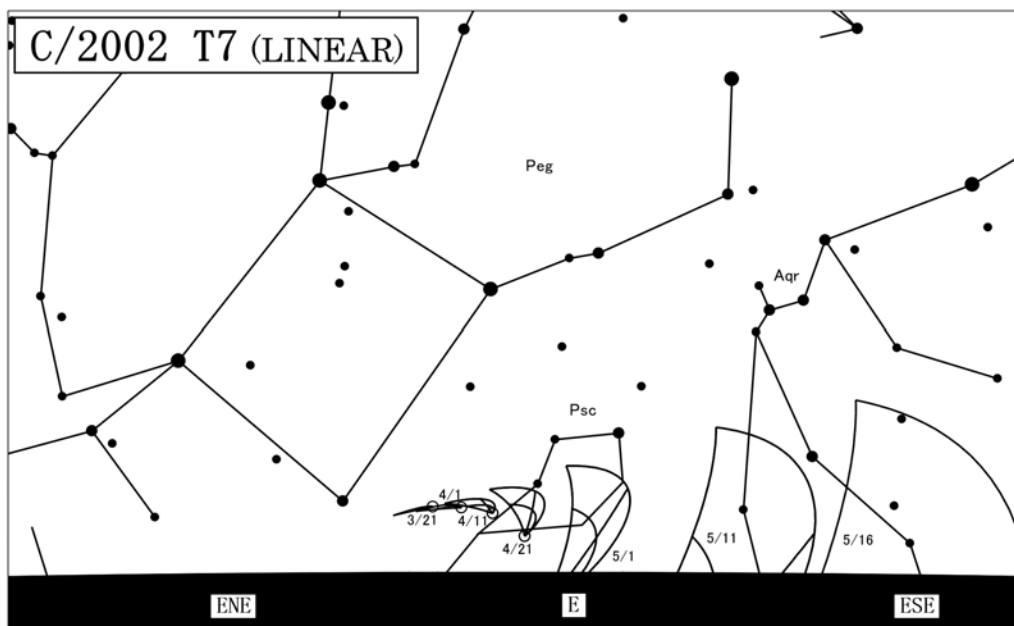 C/2002 T7 (LINEAR)
Peg
Aqr
Psc
4/1
3/21
4/11
4/21
5/1
5/11
5/16
ENE
E
ESE